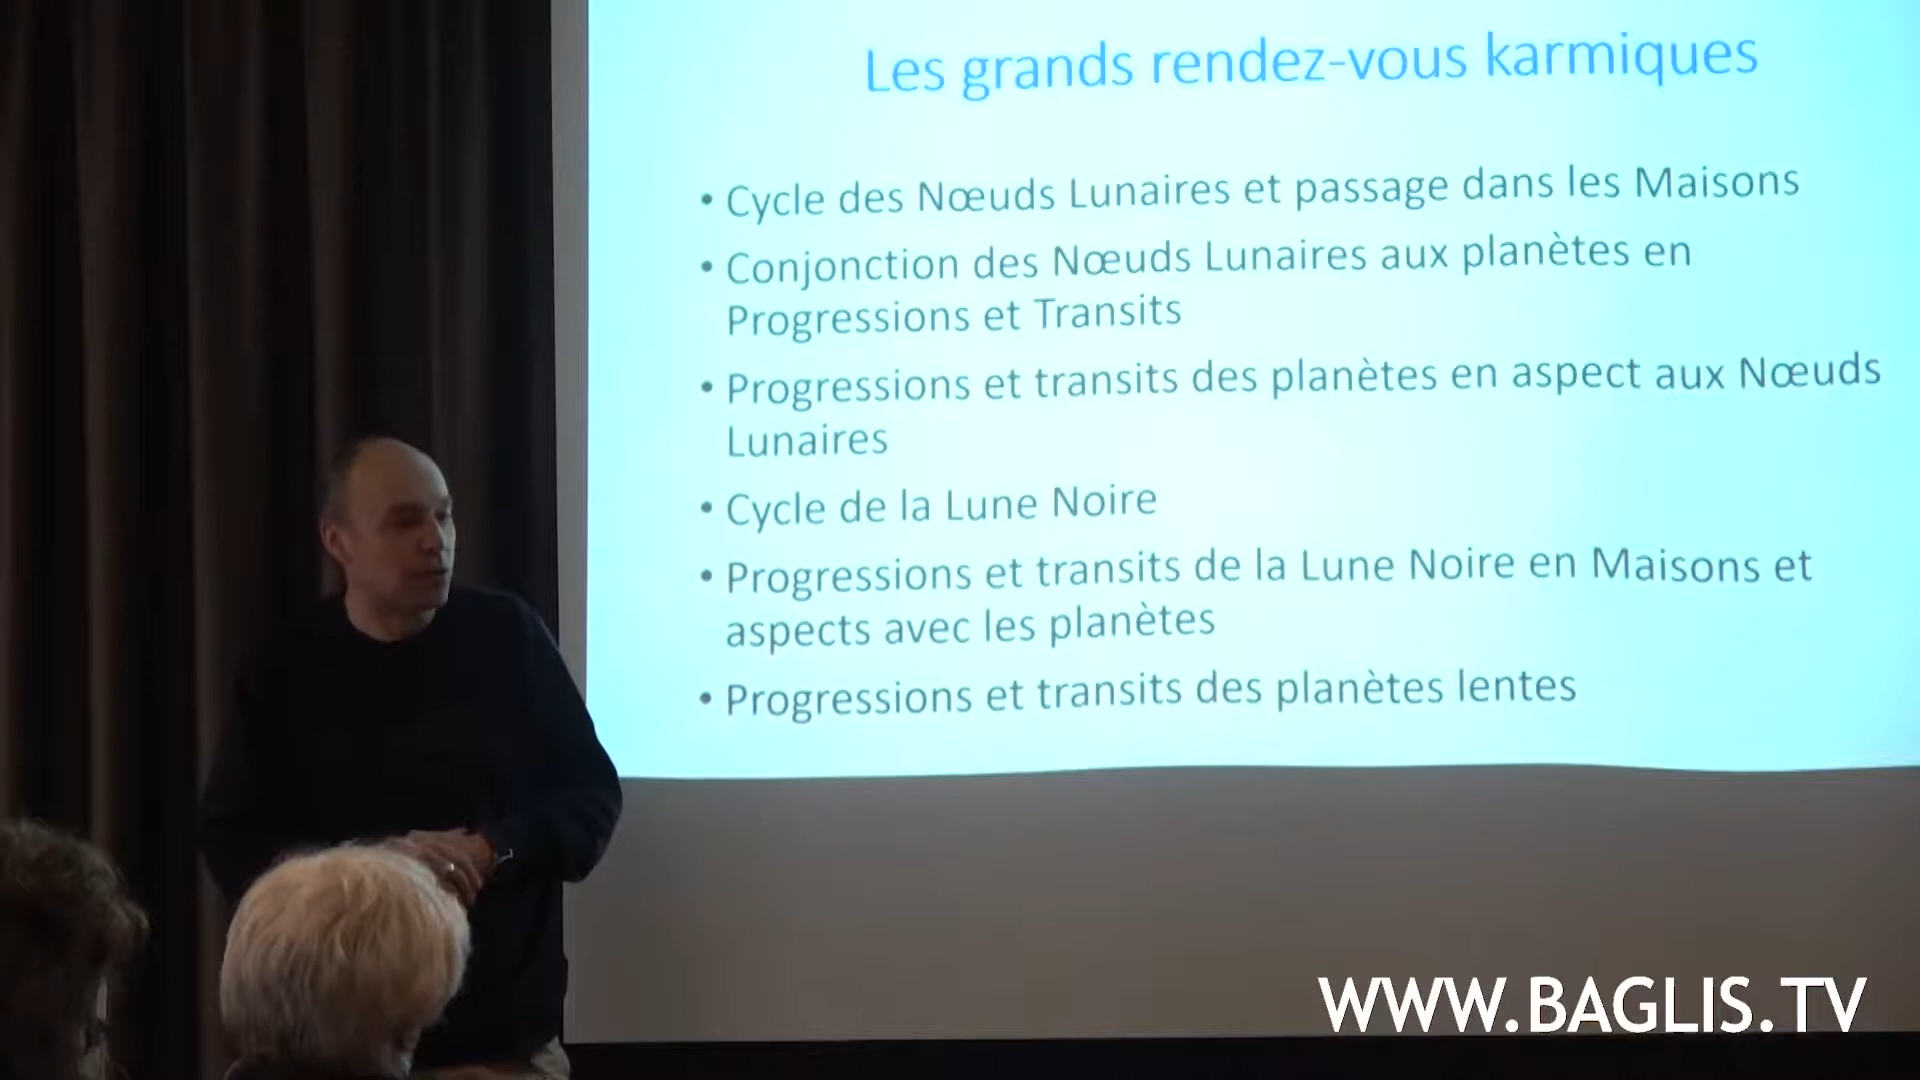 Les grands rendez-vous karmiques
• Cycle des Nœuds Lunaires et passage dans les Maisons
• Conjonction des Nœuds Lunaires aux planètes en
Progressions et Transits
• Progressions et transits des planètes en aspect aux Nœuds
Lunaires
• Cycle de la Lune Noire
• Progressions et transits de la Lune Noire en Maisons et
aspects avec les planètes
• Progressions et transits des planètes lentes
WWW.BAGLIS.TV